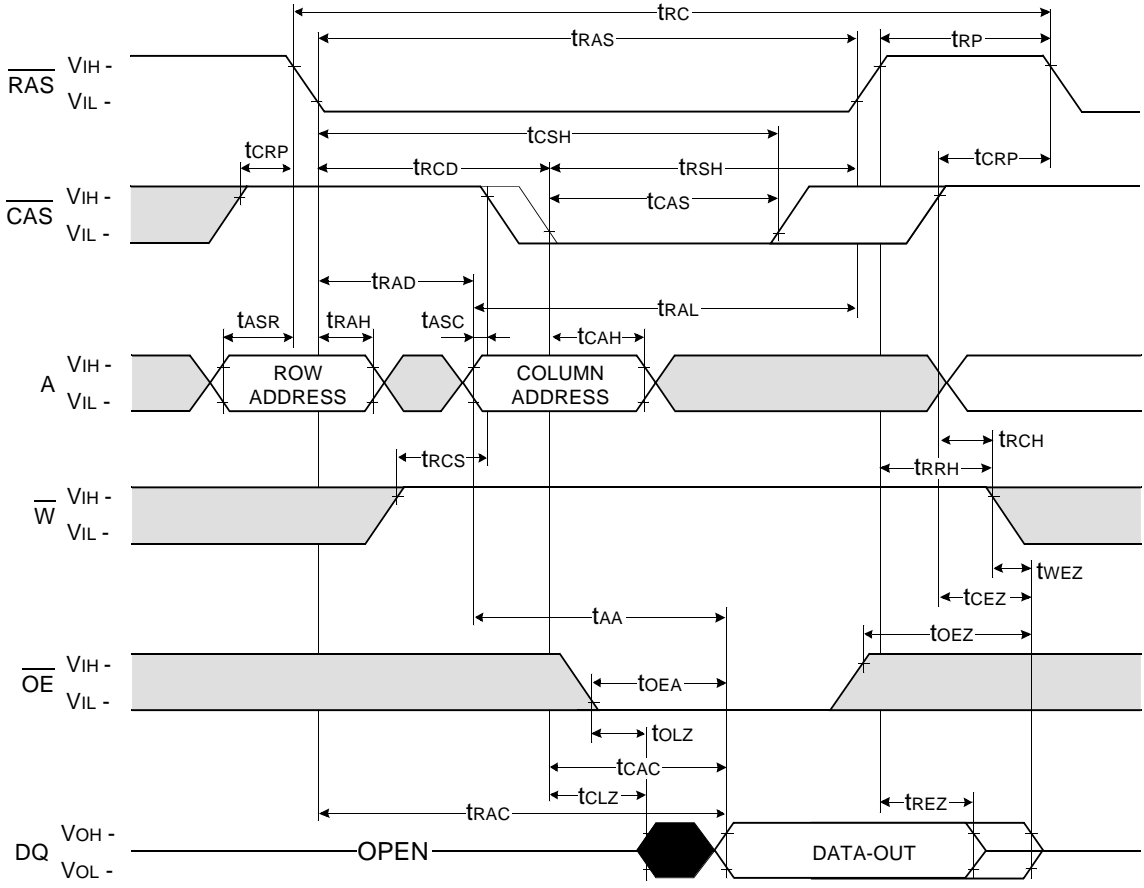 tRC
tRAS
tRP
RAS
VIH -
VIL -
tCSH
tCRP
tRCD
tRSH
tCRP
CAS
VIH -
VIL -
tCAS
tRAD
tRAL
tASR
tRAH
tASC
tCAH
A
VIH -
VIL -
ROW
ADDRESS
COLUMN
ADDRESS
tRCH
tRCS
tRRH
W
VIH -
VIL -
tWEZ
tCEZ
tAA
tOEZ
OE
VIH -
VIL -
tOEA
tOLZ
tCAC
tCLZ
tREZ
tRAC
DQ
VOH -
VOL -
OPEN
DATA-OUT